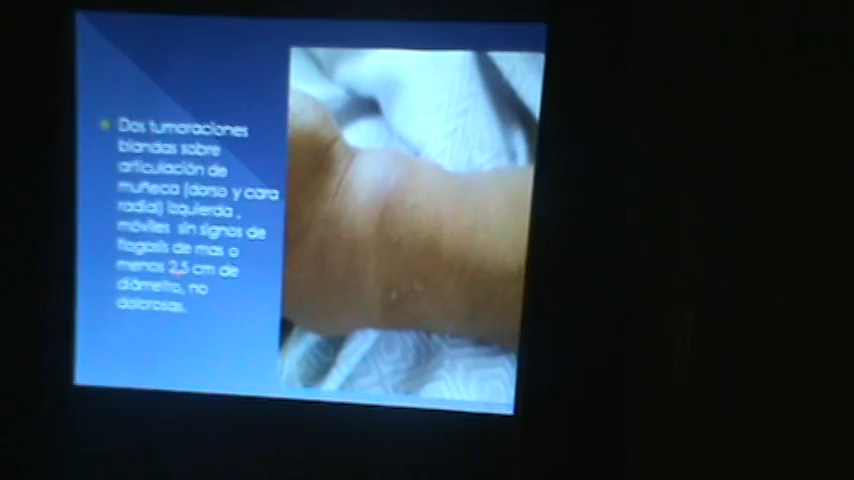 Dos tumoraciones
blandas sobre
articulación de
muñeca (dorso y cara
radial) izquierda ,
móviles sin signos de
flogosis de mas o
menos 2,5 cm de
diámetro, no
dolorosas.